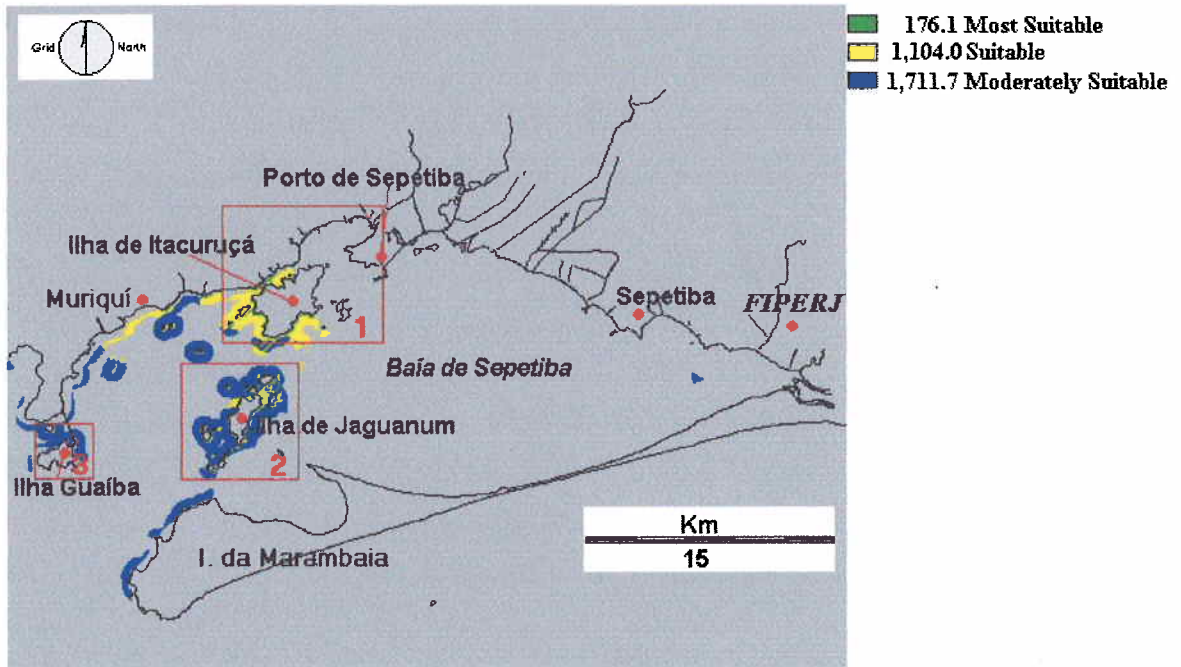 Grid North
176.1 Most Suitable
1,104.0 Suitable
1,711.7 Moderately Suitable
Porto de Sepetiba
Ilha de Itacuruçá
Muriquí
1
Sepetiba
FIPERJ
Baía de Sepetiba
Ilha de Jaguanum
2
3
Ilha Guaíba
I. da Marambaia
Km
15